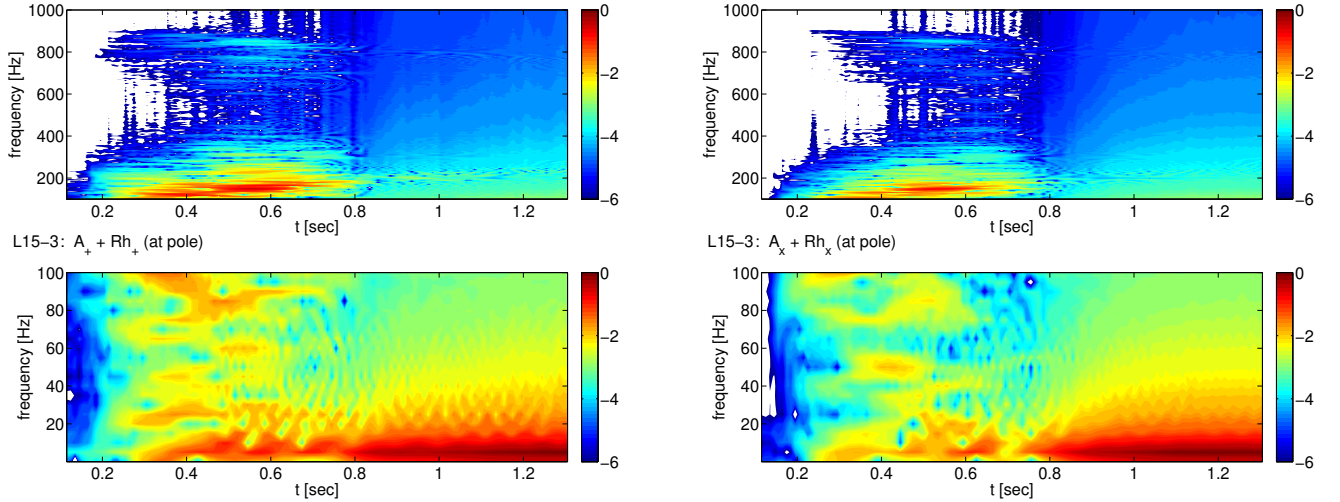 1000
800
600
400
200
frequency [Hz]
0.2 0.4 0.6 0.8 1 1.2
t [sec]
0
−2
−4
−6
1000
800
600
400
200
frequency [Hz]
0.2 0.4 0.6 0.8 1 1.2
t [sec]
0
−2
−4
−6
L15−3: A+ + Rh+ (at pole)
100
80
60
40
20
frequency [Hz]
0.2 0.4 0.6 0.8 1 1.2
t [sec]
0
−2
−4
−6
L15−3: Ax + Rhx (at pole)
100
80
60
40
20
frequency [Hz]
0.2 0.4 0.6 0.8 1 1.2
t [sec]
0
−2
−4
−6